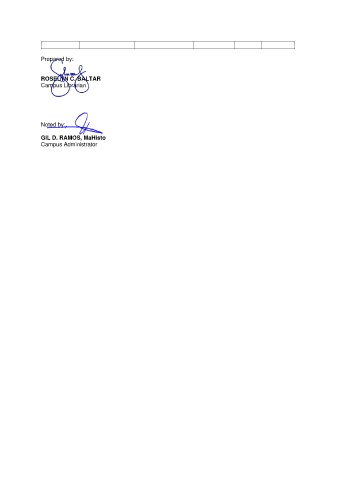 Prepared by:
ROSELYN C. BALTAR
Campus Librarian
Noted by:
GIL D. RAMOS, MaHisto
Campus Administrator